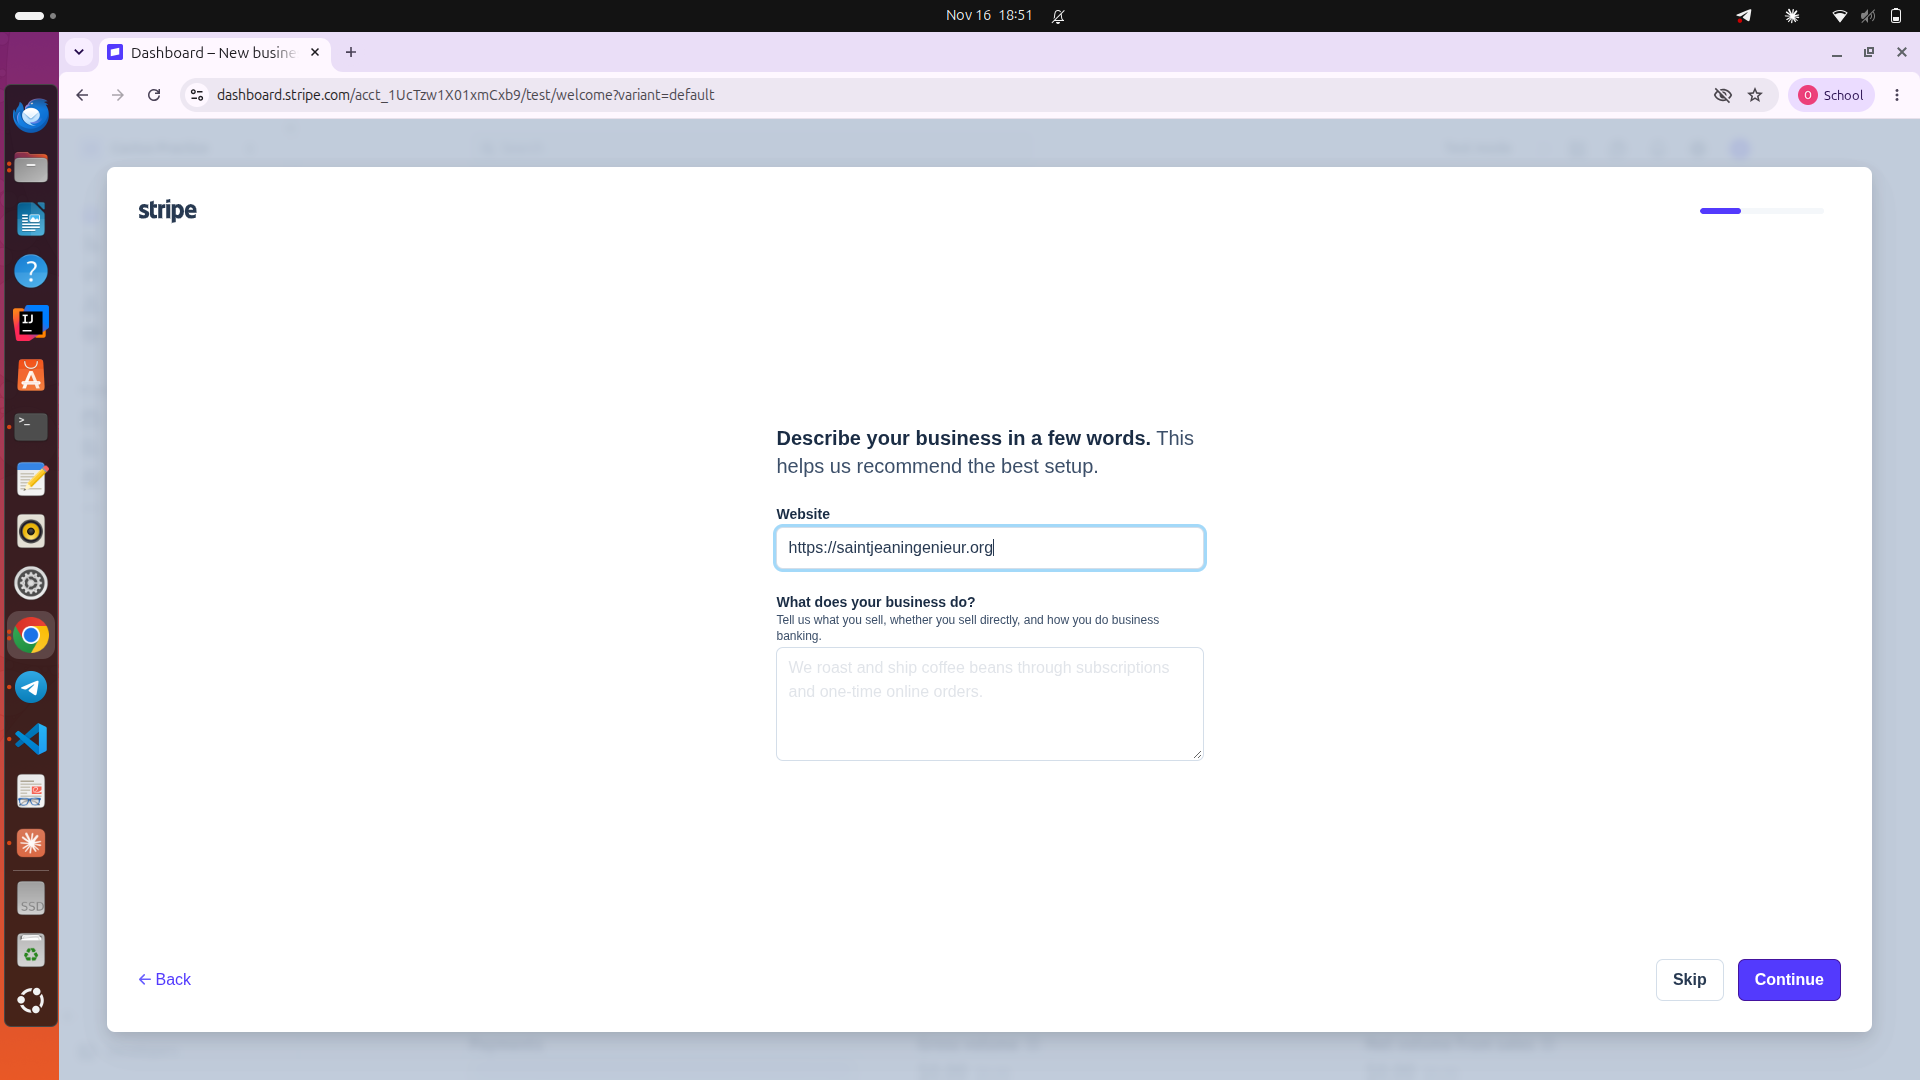 Nov 16 18:51
Dashboard – New busine
dashboard.stripe.com/acct_1UcTzw1X01xmCxb9/test/welcome?variant=default
O School
stripe
Describe your business in a few words. This
helps us recommend the best setup.
Website
https://saintjeaningenieur.org
What does your business do?
Tell us what you sell, whether you sell directly, and how you do business
banking.
We roast and ship coffee beans through subscriptions
and one-time online orders.
Back
Skip
Continue
IJ
SSD